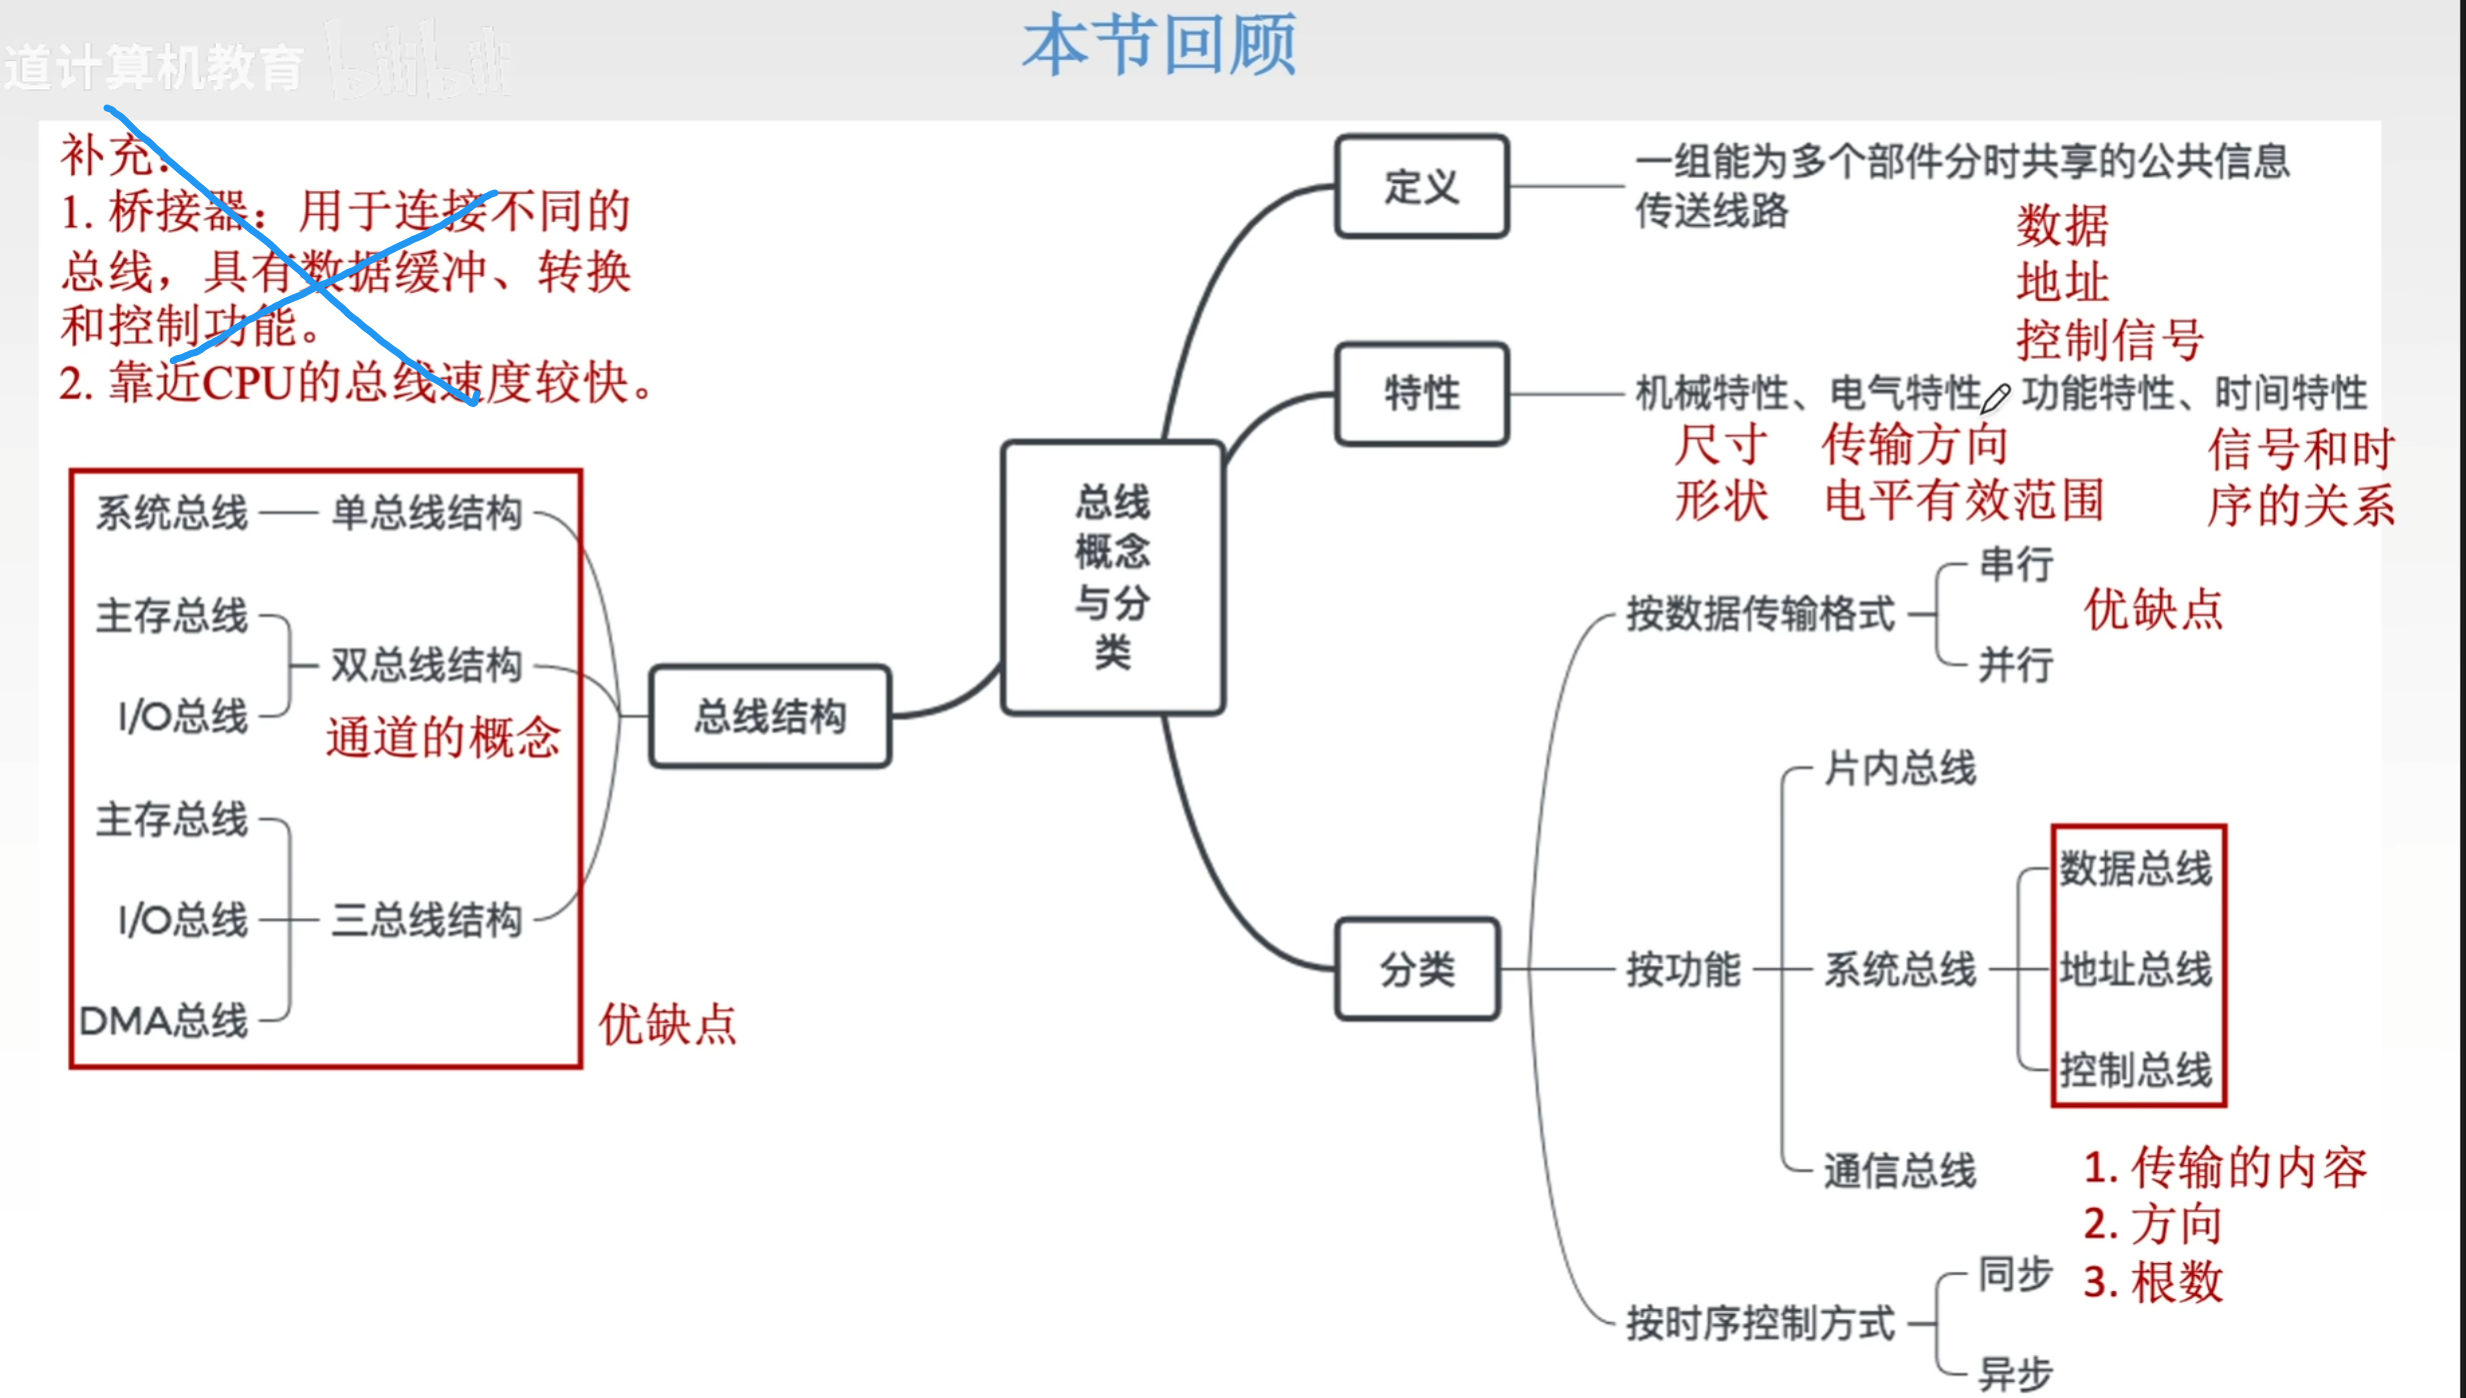 本节回顾
道计算机教育 bilibili
补充：
1. 桥接器：用于连接不同的
总线，具有数据缓冲、转换
和控制功能。
2. 靠近CPU的总线速度较快。
总线
概念
与分
类
定义
一组能为多个部件分时共享的公共信息
传送线路
数据
地址
控制信号
特性
机械特性、电气特性 功能特性、时间特性
尺寸
形状
传输方向
电平有效范围
信号和时
序的关系
分类
按数据传输格式
串行
并行
优缺点
按功能
片内总线
系统总线
数据总线
地址总线
控制总线
通信总线
1. 传输的内容
2. 方向
3. 根数
按时序控制方式
同步
异步
总线结构
单总线结构
系统总线
双总线结构
主存总线
I/O总线
通道的概念
三总线结构
主存总线
I/O总线
DMA总线
优缺点